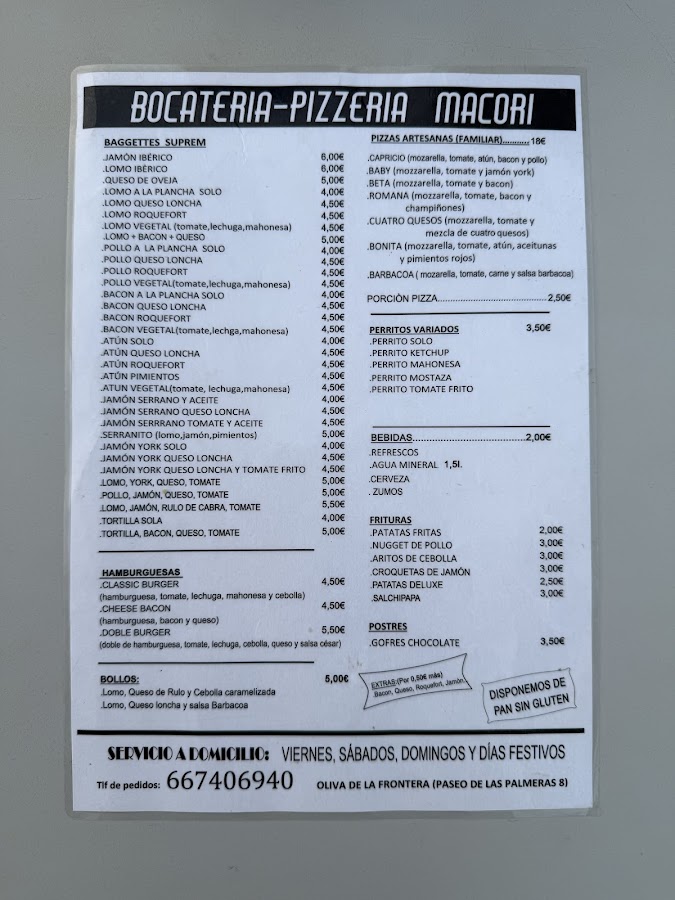 BOCATERIA-PIZZERIA MACORI
BAGGETTES SUPREM
.JAMÓN IBÉRICO 6,00€
.LOMO IBÉRICO 6,00€
.QUESO DE OVEJA 5,00€
.LOMO A LA PLANCHA SOLO 4,00€
.LOMO QUESO LONCHA 4,50€
.LOMO ROQUEFORT 4,50€
.LOMO VEGETAL (tomate,lechuga,mahonesa) 4,50€
.LOMO + BACON + QUESO 5,00€
.POLLO A LA PLANCHA SOLO 4,00€
.POLLO QUESO LONCHA 4,50€
.POLLO ROQUEFORT 4,50€
.POLLO VEGETAL(tomate,lechuga,mahonesa) 4,50€
.BACON A LA PLANCHA SOLO 4,00€
.BACON QUESO LONCHA 4,50€
.BACON ROQUEFORT 4,50€
.BACON VEGETAL(tomate,lechga,mahonesa) 4,50€
.ATÚN SOLO 4,00€
.ATÚN QUESO LONCHA 4,50€
.ATÚN ROQUEFORT 4,50€
.ATÚN PIMIENTOS 4,50€
.ATUN VEGETAL(tomate, lechuga,mahonesa) 4,50€
.JAMÓN SERRANO Y ACEITE 4,00€
.JAMÓN SERRANO QUESO LONCHA 4,50€
.JAMÓN SERRRANO TOMATE Y ACEITE 4,50€
.SERRANITO (lomo,jamón,pimientos) 5,00€
.JAMÓN YORK SOLO 4,00€
.JAMÓN YORK QUESO LONCHA 4,50€
.JAMÓN YORK QUESO LONCHA Y TOMATE FRITO 4,50€
.LOMO, YORK, QUESO, TOMATE 5,00€
.POLLO, JAMÓN, QUESO, TOMATE 5,00€
.LOMO, JAMÓN, RULO DE CABRA, TOMATE 5,50€
.TORTILLA SOLA 4,00€
.TORTILLA, BACON, QUESO, TOMATE 5,00€
HAMBURGUESAS
.CLASSIC BURGER 4,50€
(hamburguesa, tomate, lechuga, mahonesa y cebolla)
.CHEESE BACON 4,50€
(hamburguesa, bacon y queso)
.DOBLE BURGER 5,50€
(doble de hamburguesa, tomate, lechuga, cebolla, queso y salsa césar)
BOLLOS: 5,00€
.Lomo, Queso de Rulo y Cebolla caramelizada
.Lomo, Queso loncha y salsa Barbacoa
PIZZAS ARTESANAS (FAMILIAR)........... 18€
.CAPRICIO (mozarella, tomate, atún, bacon y pollo)
.BABY (mozzarella, tomate y jamón york)
.BETA (mozzarella, tomate y bacon)
.ROMANA (mozzarella, tomate, bacon y
champiñones)
.CUATRO QUESOS (mozzarella, tomate y
mezcla de cuatro quesos)
.BONITA (mozzarella, tomate, atún, aceitunas
y pimientos rojos)
.BARBACOA ( mozarella, tomate, carne y salsa barbacoa)
PORCIÓN PIZZA............................ 2,50€
PERRITOS VARIADOS 3,50€
.PERRITO SOLO
.PERRITO KETCHUP
.PERRITO MAHONESA
.PERRITO MOSTAZA
.PERRITO TOMATE FRITO
BEBIDAS..............................2,00€
.REFRESCOS
.AGUA MINERAL 1,5l.
.CERVEZA
. ZUMOS
FRITURAS
.PATATAS FRITAS 2,00€
.NUGGET DE POLLO 3,00€
.ARITOS DE CEBOLLA 3,00€
.CROQUETAS DE JAMÓN 3,00€
.PATATAS DELUXE 2,50€
.SALCHIPAPA 3,00€
POSTRES
.GOFRES CHOCOLATE 3,50€
EXTRAS:(Por 0,50€ más)
Bacon, Queso, Roquefort, Jamón.
DISPONEMOS DE
PAN SIN GLUTEN
SERVICIO A DOMICILIO: VIERNES, SÁBADOS, DOMINGOS Y DÍAS FESTIVOS
Tlf de pedidos: 667406940 OLIVA DE LA FRONTERA (PASEO DE LAS PALMERAS 8)